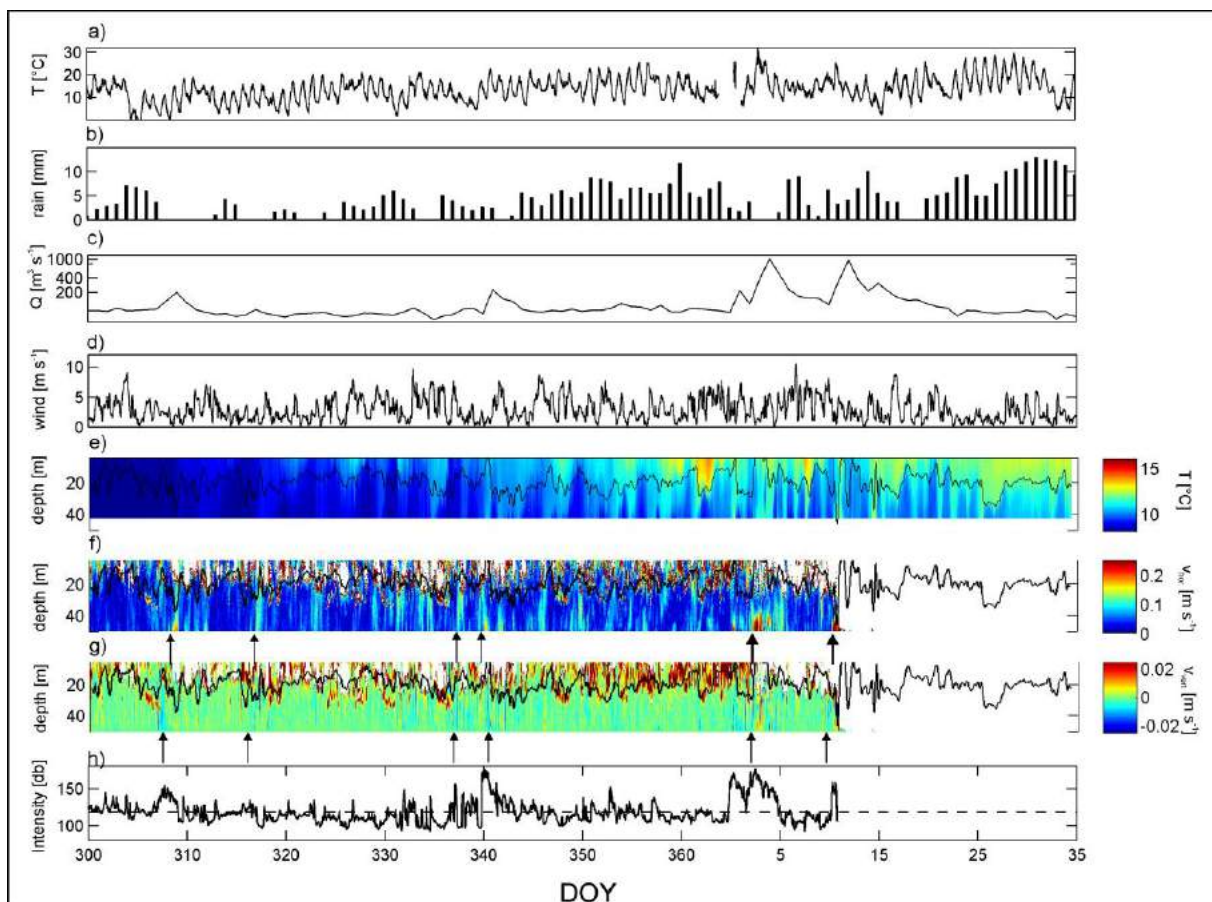 a)
T [°C]
30
20
10
b)
rain [mm]
10
5
0
c)
Q [m³ s⁻¹]
1000
400
200
d)
wind [m s⁻¹]
10
5
0
e)
depth [m]
20
40
15
10
T [°C]
f)
depth [m]
20
40
0.2
0.1
0
[m s⁻¹]
g)
depth [m]
20
40
0.02
0
-0.02
[m s⁻¹]
h)
Intensity [db]
150
100
300 310 320 330 340 350 360 5 15 25 35
DOY